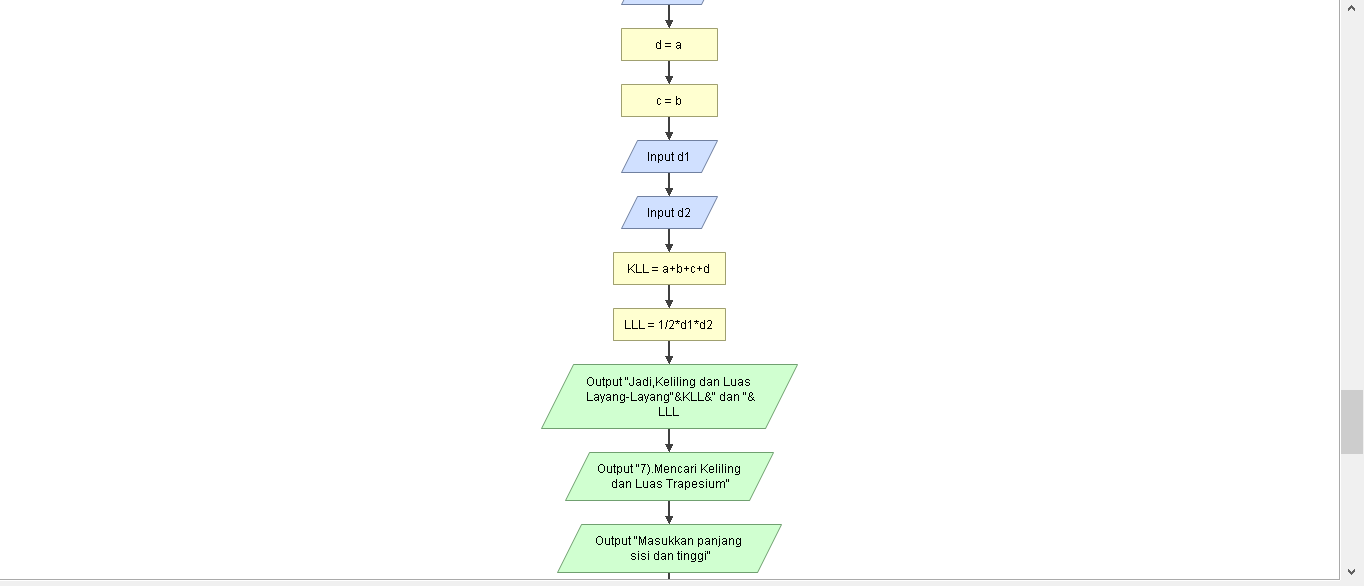 d = a
c = b
Input d1
Input d2
KLL = a+b+c+d
LLL = 1/2*d1*d2
Output "Jadi,Keliling dan Luas
Layang-Layang"&KLL&" dan "&
LLL
Output "7).Mencari Keliling
dan Luas Trapesium"
Output "Masukkan panjang
sisi dan tinggi"